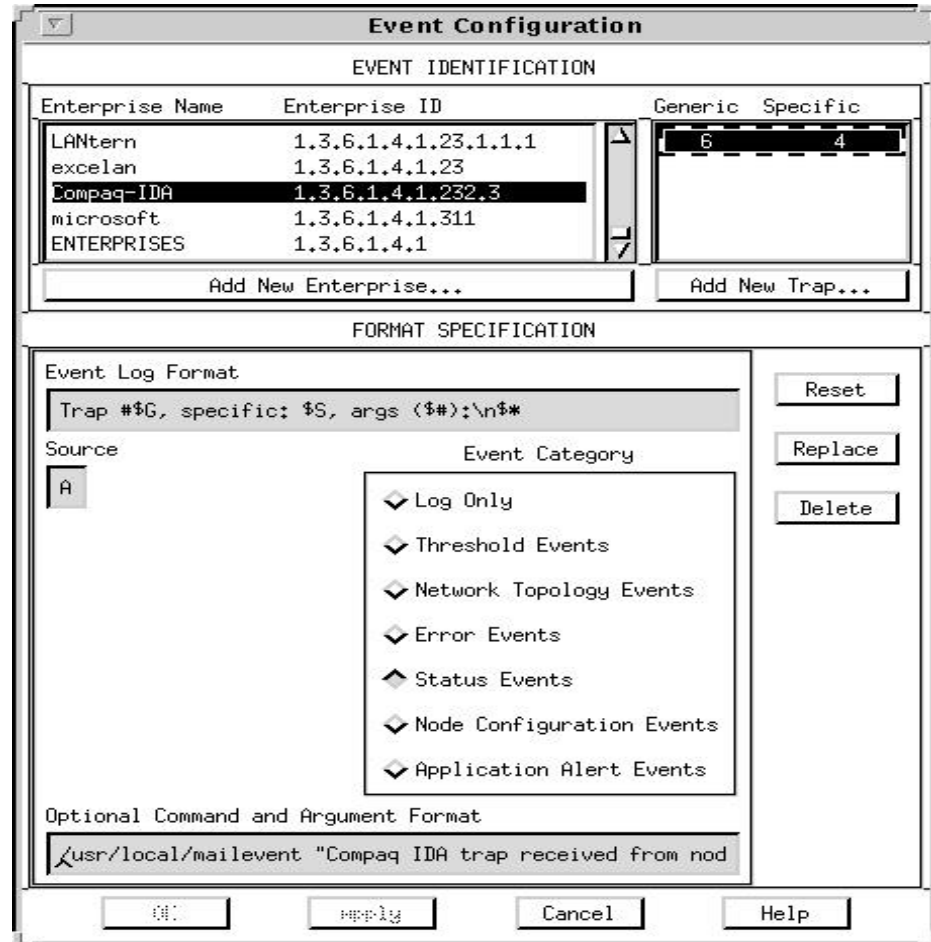 Event Configuration
EVENT IDENTIFICATION
Enterprise Name Enterprise ID Generic Specific
LANtern 1.3.6.1.4.1.23.1.1.1 6 4
excelan 1.3.6.1.4.1.23
Compaq-IDA 1.3.6.1.4.1.232.3
microsoft 1.3.6.1.4.1.311
ENTERPRISES 1.3.6.1.4.1
Add New Enterprise... Add New Trap...
FORMAT SPECIFICATION
Event Log Format
Reset
Trap #$G, specific: $S, args ($#):\n$*
Source Event Category Replace
A
Log Only
Delete
Threshold Events
Network Topology Events
Error Events
Status Events
Node Configuration Events
Application Alert Events
Optional Command and Argument Format
/usr/local/mailevent "Compaq IDA trap received from nod
OK Apply Cancel Help